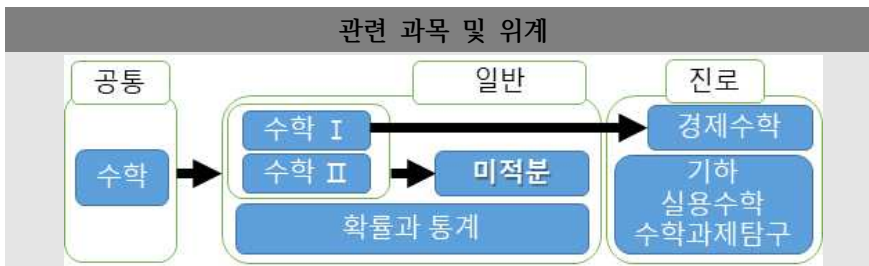 관련 과목 및 위계
공통
일반
진로
수학
수학 Ⅰ
수학 Ⅱ
미적분
확률과 통계
경제수학
기하
실용수학
수학과제탐구